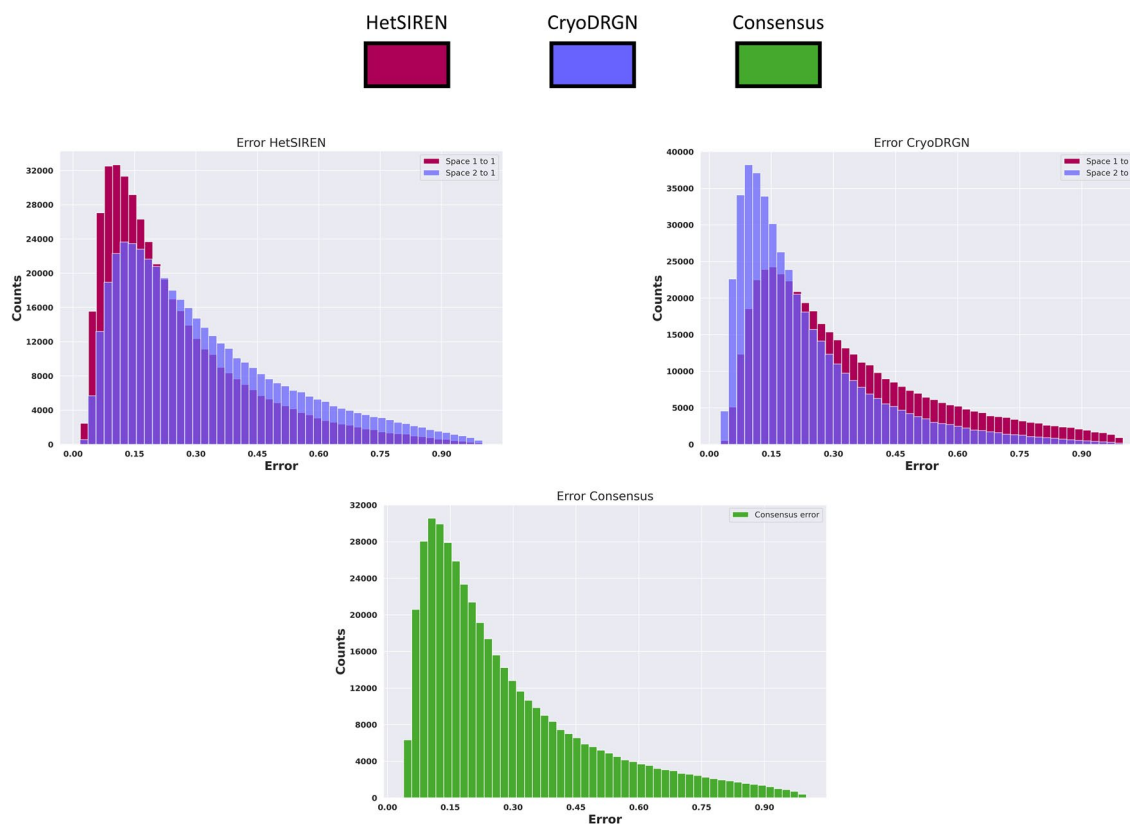 HetSIREN CryoDRGN Consensus
Error HetSIREN
Space 1 to 1
Space 2 to 1
32000
28000
24000
20000
16000
12000
8000
4000
0
Counts
0.00 0.15 0.30 0.45 0.60 0.75 0.90
Error
Error CryoDRGN
Space 1 to
Space 2 to
40000
35000
30000
25000
20000
15000
10000
5000
0
Counts
0.00 0.15 0.30 0.45 0.60 0.75 0.90
Error
Error Consensus
Consensus error
32000
28000
24000
20000
16000
12000
8000
4000
0
Counts
0.00 0.15 0.30 0.45 0.60 0.75 0.90
Error